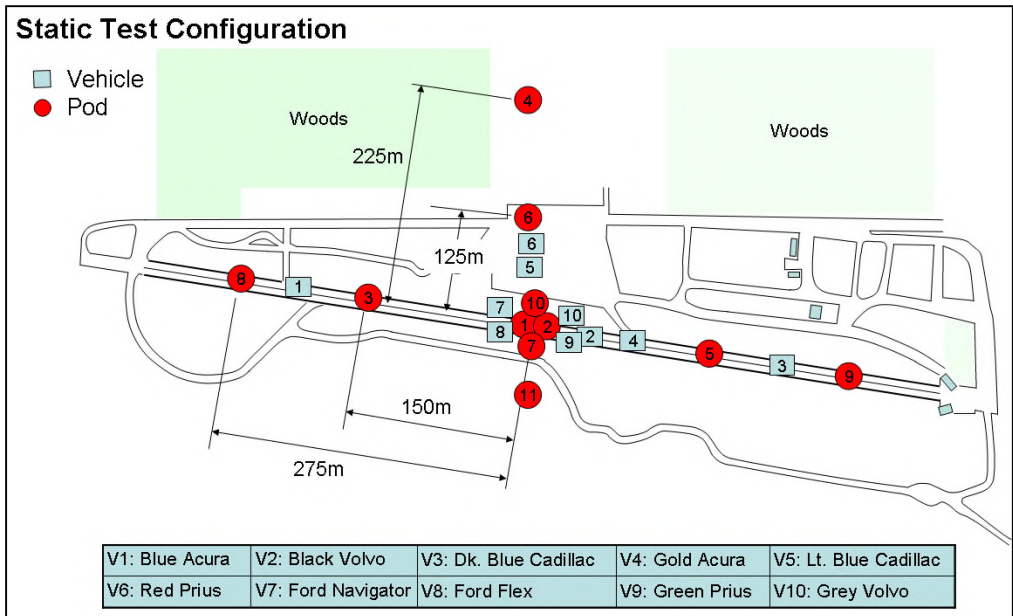 Static Test Configuration
Vehicle
Pod
Woods
Woods
4
225m
6
125m
6
5
8
1
3
7
10
10
1
2
8
2
9
4
7
5
3
9
11
150m
275m
V1: Blue Acura V2: Black Volvo V3: Dk. Blue Cadillac V4: Gold Acura V5: Lt. Blue Cadillac
V6: Red Prius V7: Ford Navigator V8: Ford Flex V9: Green Prius V10: Grey Volvo